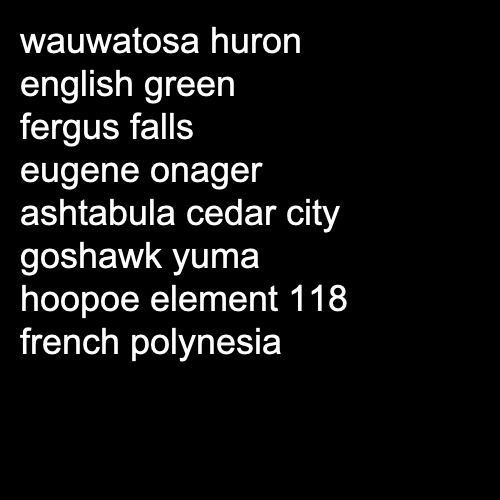 wauwatosa huron
english green
fergus falls
eugene onager
ashtabula cedar city
goshawk yuma
hoopoe element 118
french polynesia